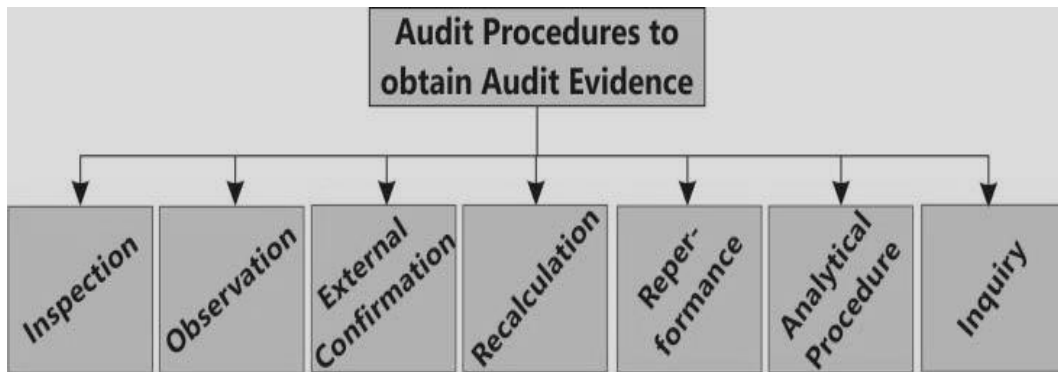 Audit Procedures to
obtain Audit Evidence
Inspection
Observation
External
Confirmation
Recalculation
Reper-
formance
Analytical
Procedure
Inquiry